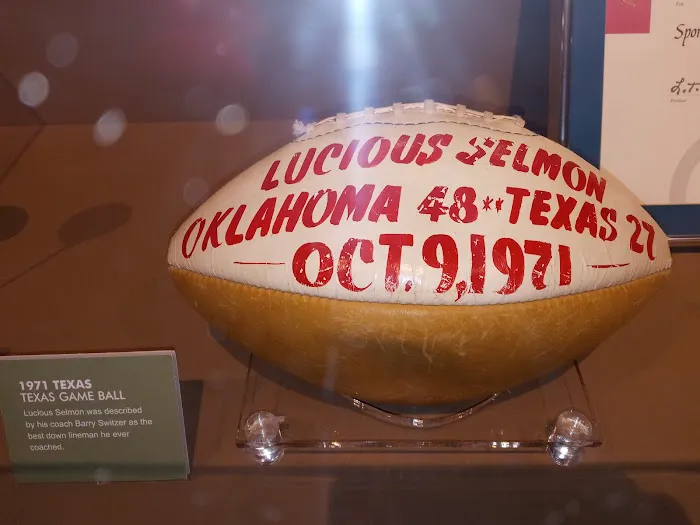 LUCIOUS SELMON
OKLAHOMA 48**TEXAS 27
OCT. 9, 1971
1971 TEXAS
TEXAS GAME BALL
Lucious Selmon was described
by his coach Barry Switzer as the
best down lineman he ever
coached.